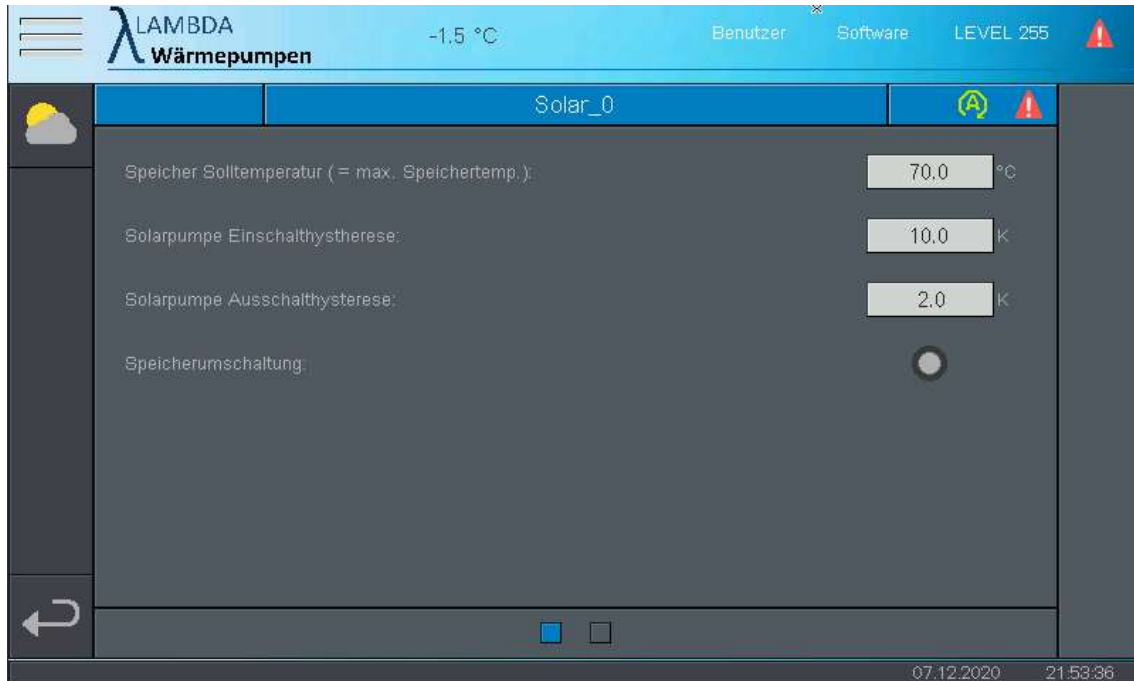 LAMBDA
Wärmepumpen
-1.5 °C
Benutzer
Software
LEVEL 255
Solar_0
A
Speicher Solltemperatur ( = max. Speichertemp.): 70.0 °C
Solarpumpe Einschalthystherese: 10.0 K
Solarpumpe Ausschalthysterese: 2.0 K
Speicherumschaltung:
07.12.2020 21:53:36